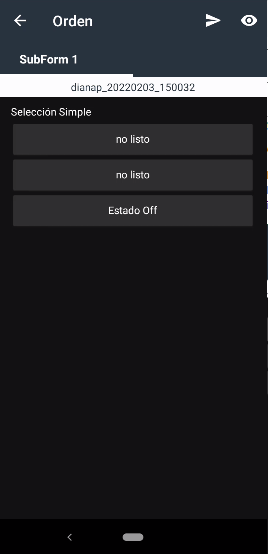 Orden
SubForm 1
dianap_20220203_150032
Selección Simple
no listo
no listo
Estado Off